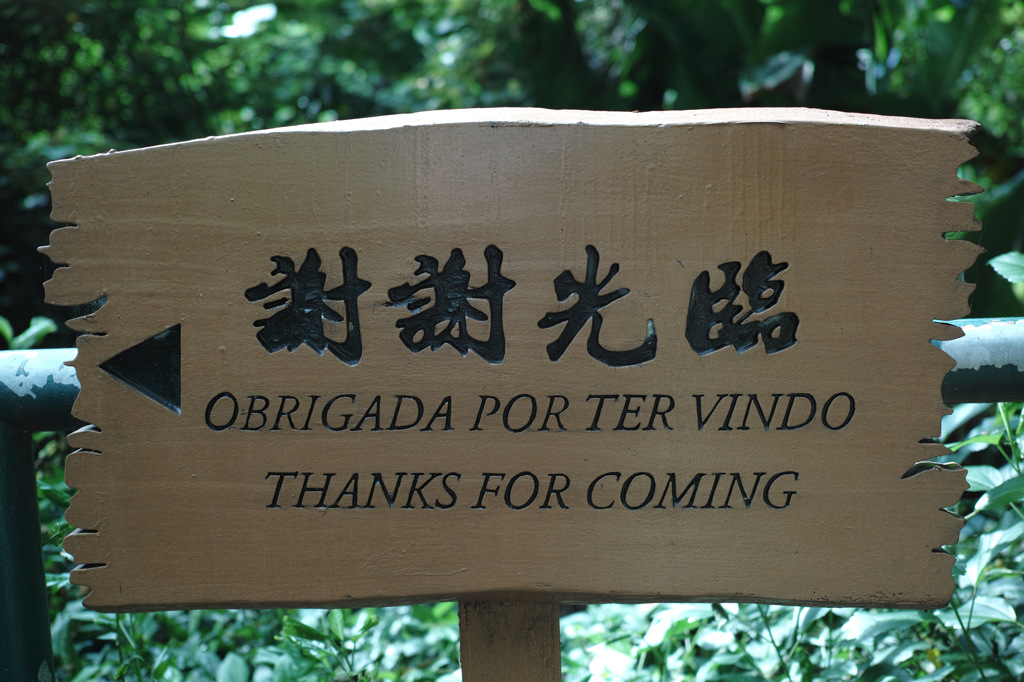 謝謝光臨
OBRIGADA POR TER VINDO
THANKS FOR COMING